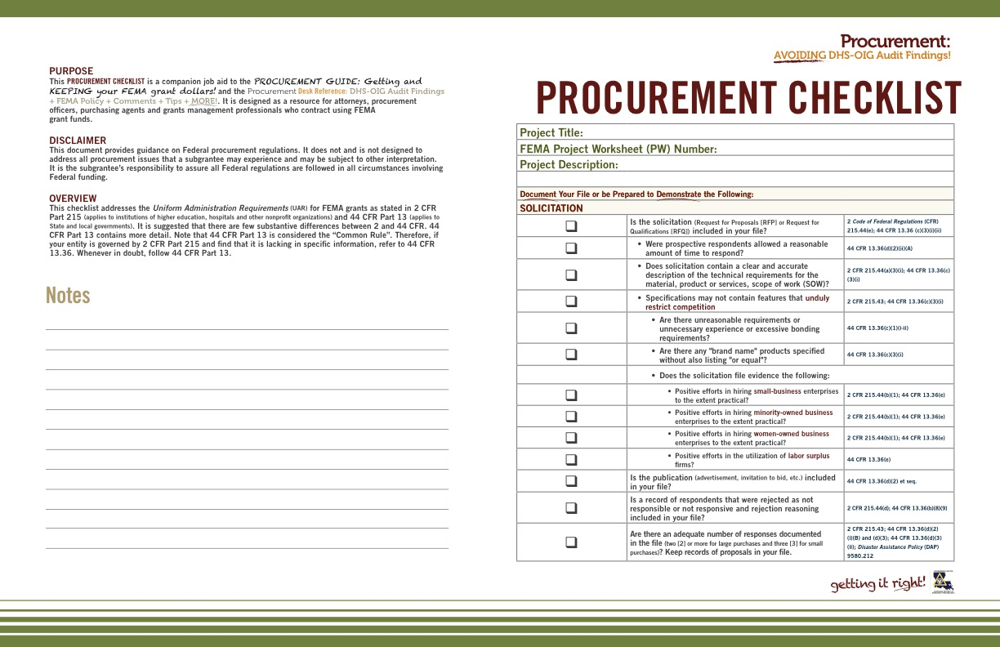 PURPOSE
This PROCUREMENT CHECKLIST is a companion job aid to the PROCUREMENT GUIDE: Getting and
KEEPING your FEMA grant dollars! and the Procurement Desk Reference: DHS-OIG Audit Findings
+ FEMA Policy + Comments + Tips + MORE!. It is designed as a resource for attorneys, procurement
officers, purchasing agents and grants management professionals who contract using FEMA
grant funds.
DISCLAIMER
This document provides guidance on Federal procurement regulations. It does not and is not designed to
address all procurement issues that a subgrantee may experience and may be subject to other interpretation.
It is the subgrantee's responsibility to assure all Federal regulations are followed in all circumstances involving
Federal funding.
OVERVIEW
This checklist addresses the Uniform Administration Requirements (UAR) for FEMA grants as stated in 2 CFR
Part 215 (applies to institutions of higher education, hospitals and other nonprofit organizations) and 44 CFR Part 13 (applies to
State and local governments). It is suggested that there are few substantive differences between 2 and 44 CFR. 44
CFR Part 13 contains more detail. Note that 44 CFR Part 13 is considered the “Common Rule”. Therefore, if
your entity is governed by 2 CFR Part 215 and find that it is lacking in specific information, refer to 44 CFR
13.36. Whenever in doubt, follow 44 CFR Part 13.
Notes
Procurement:
AVOIDING DHS-OIG Audit Findings!
PROCUREMENT CHECKLIST
Project Title:
FEMA Project Worksheet (PW) Number:
Project Description:
Document Your File or be Prepared to Demonstrate the Following:
SOLICITATION
❑ Is the solicitation (Request for Proposals [RFP] or Request for
Qualifications [RFQ]) included in your file?
2 Code of Federal Regulations (CFR)
215.44(e); 44 CFR 13.36 (c)(3)(i)(ii)
❑ • Were prospective respondents allowed a reasonable
amount of time to respond?
44 CFR 13.36(d)(2)(ii)(A)
❑ • Does solicitation contain a clear and accurate
description of the technical requirements for the
material, product or services, scope of work (SOW)?
2 CFR 215.44(a)(3)(i); 44 CFR 13.36(c)
(3)(i)
❑ • Specifications may not contain features that unduly
restrict competition
2 CFR 215.43; 44 CFR 13.36(c)(3)(i)
❑ • Are there unreasonable requirements or
unnecessary experience or excessive bonding
requirements?
44 CFR 13.36(c)(1)(i-ii)
❑ • Are there any "brand name" products specified
without also listing "or equal"?
44 CFR 13.36(c)(3)(i)
• Does the solicitation file evidence the following:
❑ • Positive efforts in hiring small-business enterprises
to the extent practical?
2 CFR 215.44(b)(1); 44 CFR 13.36(e)
❑ • Positive efforts in hiring minority-owned business
enterprises to the extent practical?
2 CFR 215.44(b)(1); 44 CFR 13.36(e)
❑ • Positive efforts in hiring women-owned business
enterprises to the extent practical?
2 CFR 215.44(b)(1); 44 CFR 13.36(e)
❑ • Positive efforts in the utilization of labor surplus
firms?
44 CFR 13.36(e)
❑ Is the publication (advertisement, invitation to bid, etc.) included
in your file?
44 CFR 13.36(d)(2) et seq.
❑ Is a record of respondents that were rejected as not
responsible or not responsive and rejection reasoning
included in your file?
2 CFR 215.44(d); 44 CFR 13.36(b)(8)(9)
❑ Are there an adequate number of responses documented
in the file (two [2] or more for large purchases and three [3] for small
purchases)? Keep records of proposals in your file.
2 CFR 215.43; 44 CFR 13.36(d)(2)
(i)(B) and (d)(3); 44 CFR 13.36(d)(3)
(ii); Disaster Assistance Policy (DAP)
9580.212
getting it right!